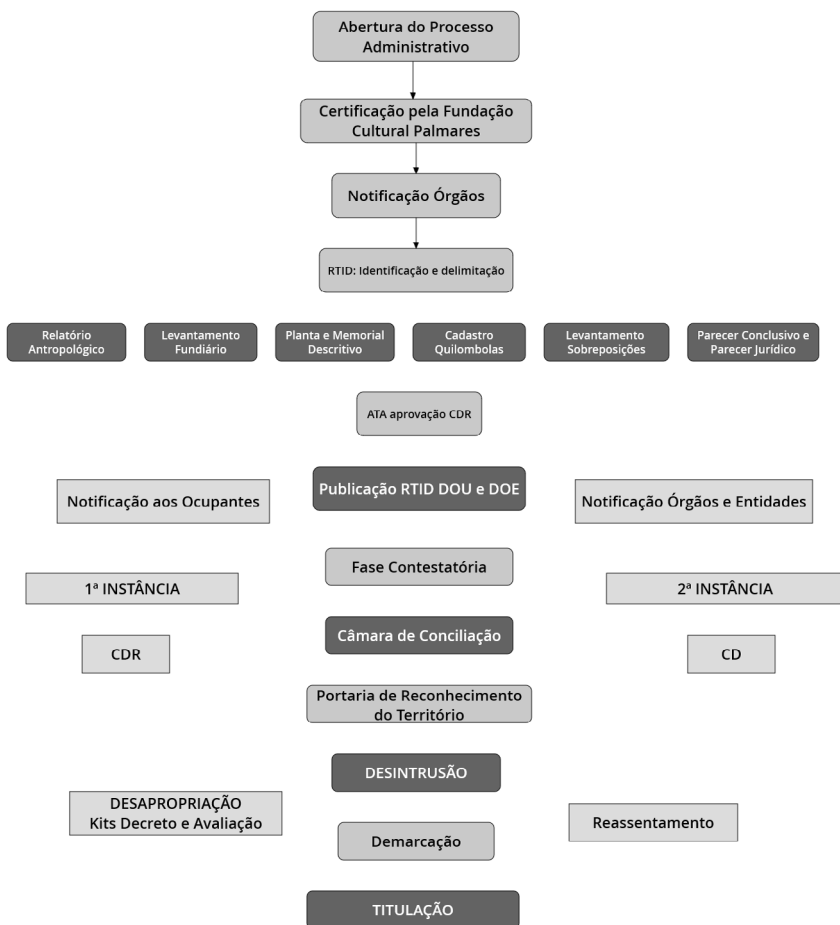 Abertura do Processo
Administrativo
Certificação pela Fundação
Cultural Palmares
Notificação Órgãos
RTID: Identificação e delimitação
Relatório
Antropológico
Levantamento
Fundiário
Planta e Memorial
Descritivo
Cadastro
Quilombolas
Levantamento
Sobreposições
Parecer Conclusivo e
Parecer Jurídico
ATA aprovação CDR
Notificação aos Ocupantes
Publicação RTID DOU e DOE
Notificação Órgãos e Entidades
Fase Contestatória
1ª INSTÂNCIA
2ª INSTÂNCIA
Câmara de Conciliação
CDR
CD
Portaria de Reconhecimento
do Território
DESINTRUSÃO
DESAPROPRIAÇÃO
Kits Decreto e Avaliação
Reassentamento
Demarcação
TITULAÇÃO